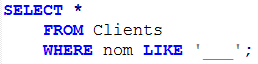 SELECT *
FROM Clients
WHERE nom LIKE '___';